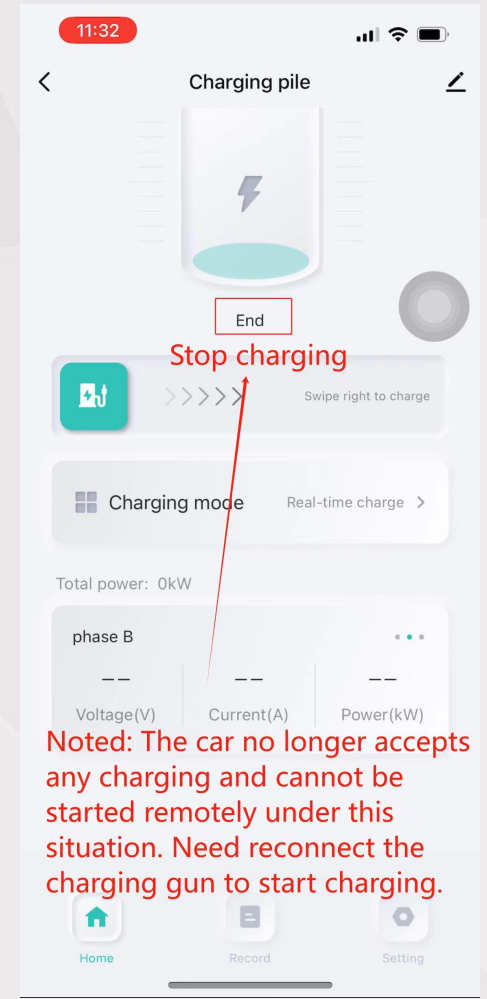 11:32
Charging pile
End
Stop charging
Swipe right to charge
Charging mode
Real-time charge
Total power: 0kW
phase B
-- -- --
Voltage(V) Current(A) Power(kW)
Noted: The car no longer accepts
any charging and cannot be
started remotely under this
situation. Need reconnect the
charging gun to start charging.
Home Record Setting